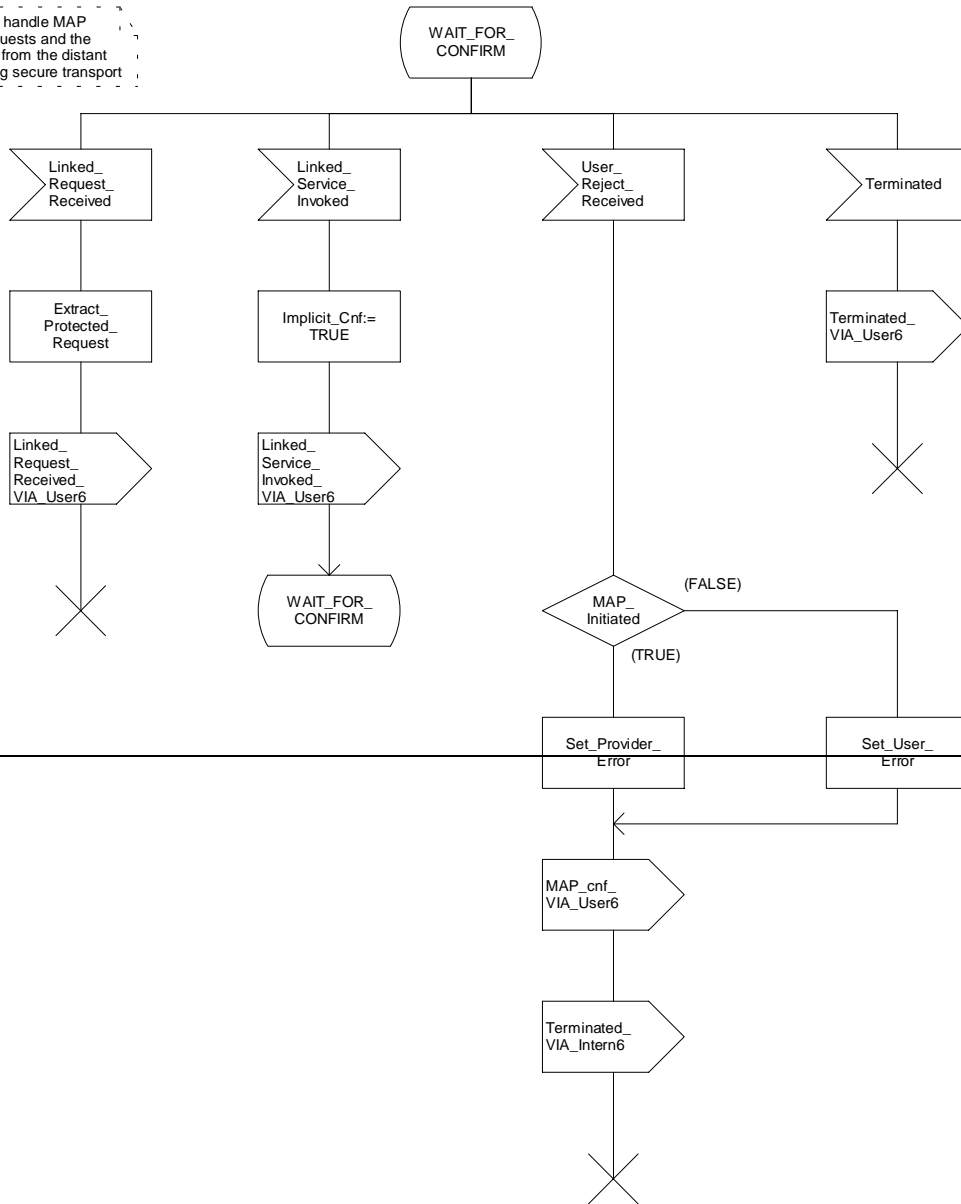 handle MAP
uests and the
from the distant
g secure transport
WAIT_FOR_
CONFIRM
Linked_
Request_
Received
Linked_
Service_
Invoked
User_
Reject_
Received
Terminated
Extract_
Protected_
Request
Implicit_Cnf:=
TRUE
Terminated_
VIA_User6
Linked_
Request_
Received_
VIA_User6
Linked_
Service_
Invoked_
VIA_User6
WAIT_FOR_
CONFIRM
MAP_
Initiated
(FALSE)
(TRUE)
Set_Provider_
Error
Set_User_
Error
MAP_cnf_
VIA_User6
Terminated_
VIA_Intern6